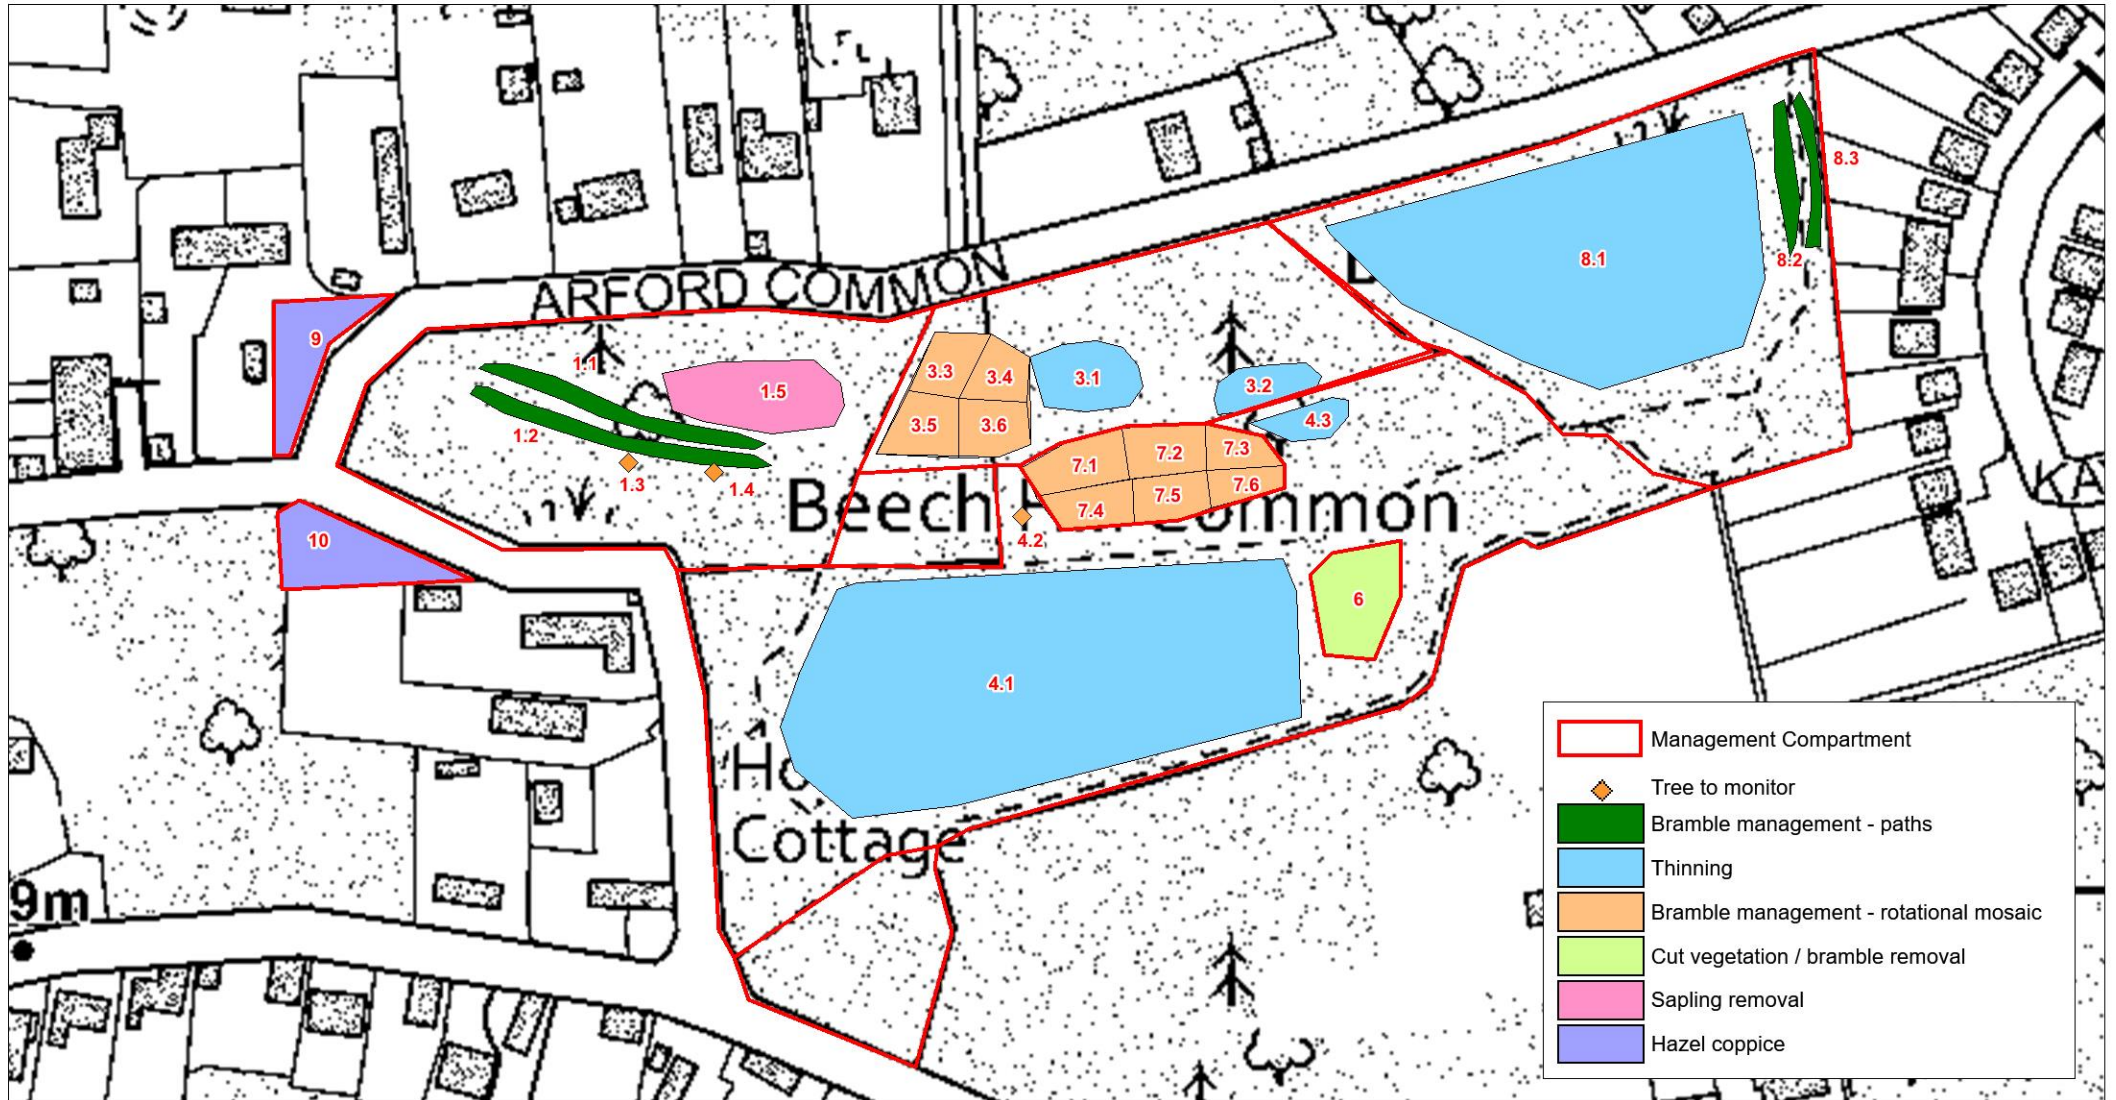 ARFORD COMMON
8.3
8.2
8.1
9
1.1
1.5
3.3
3.4
3.1
3.2
4.3
1.2
3.5
3.6
7.1
7.2
7.3
1.3
1.4
7.4
7.5
7.6
Beech Common
KA
4.2
10
6
4.1
Cottage
9m
Management Compartment
Tree to monitor
Bramble management - paths
Thinning
Bramble management - rotational mosaic
Cut vegetation / bramble removal
Sapling removal
Hazel coppice